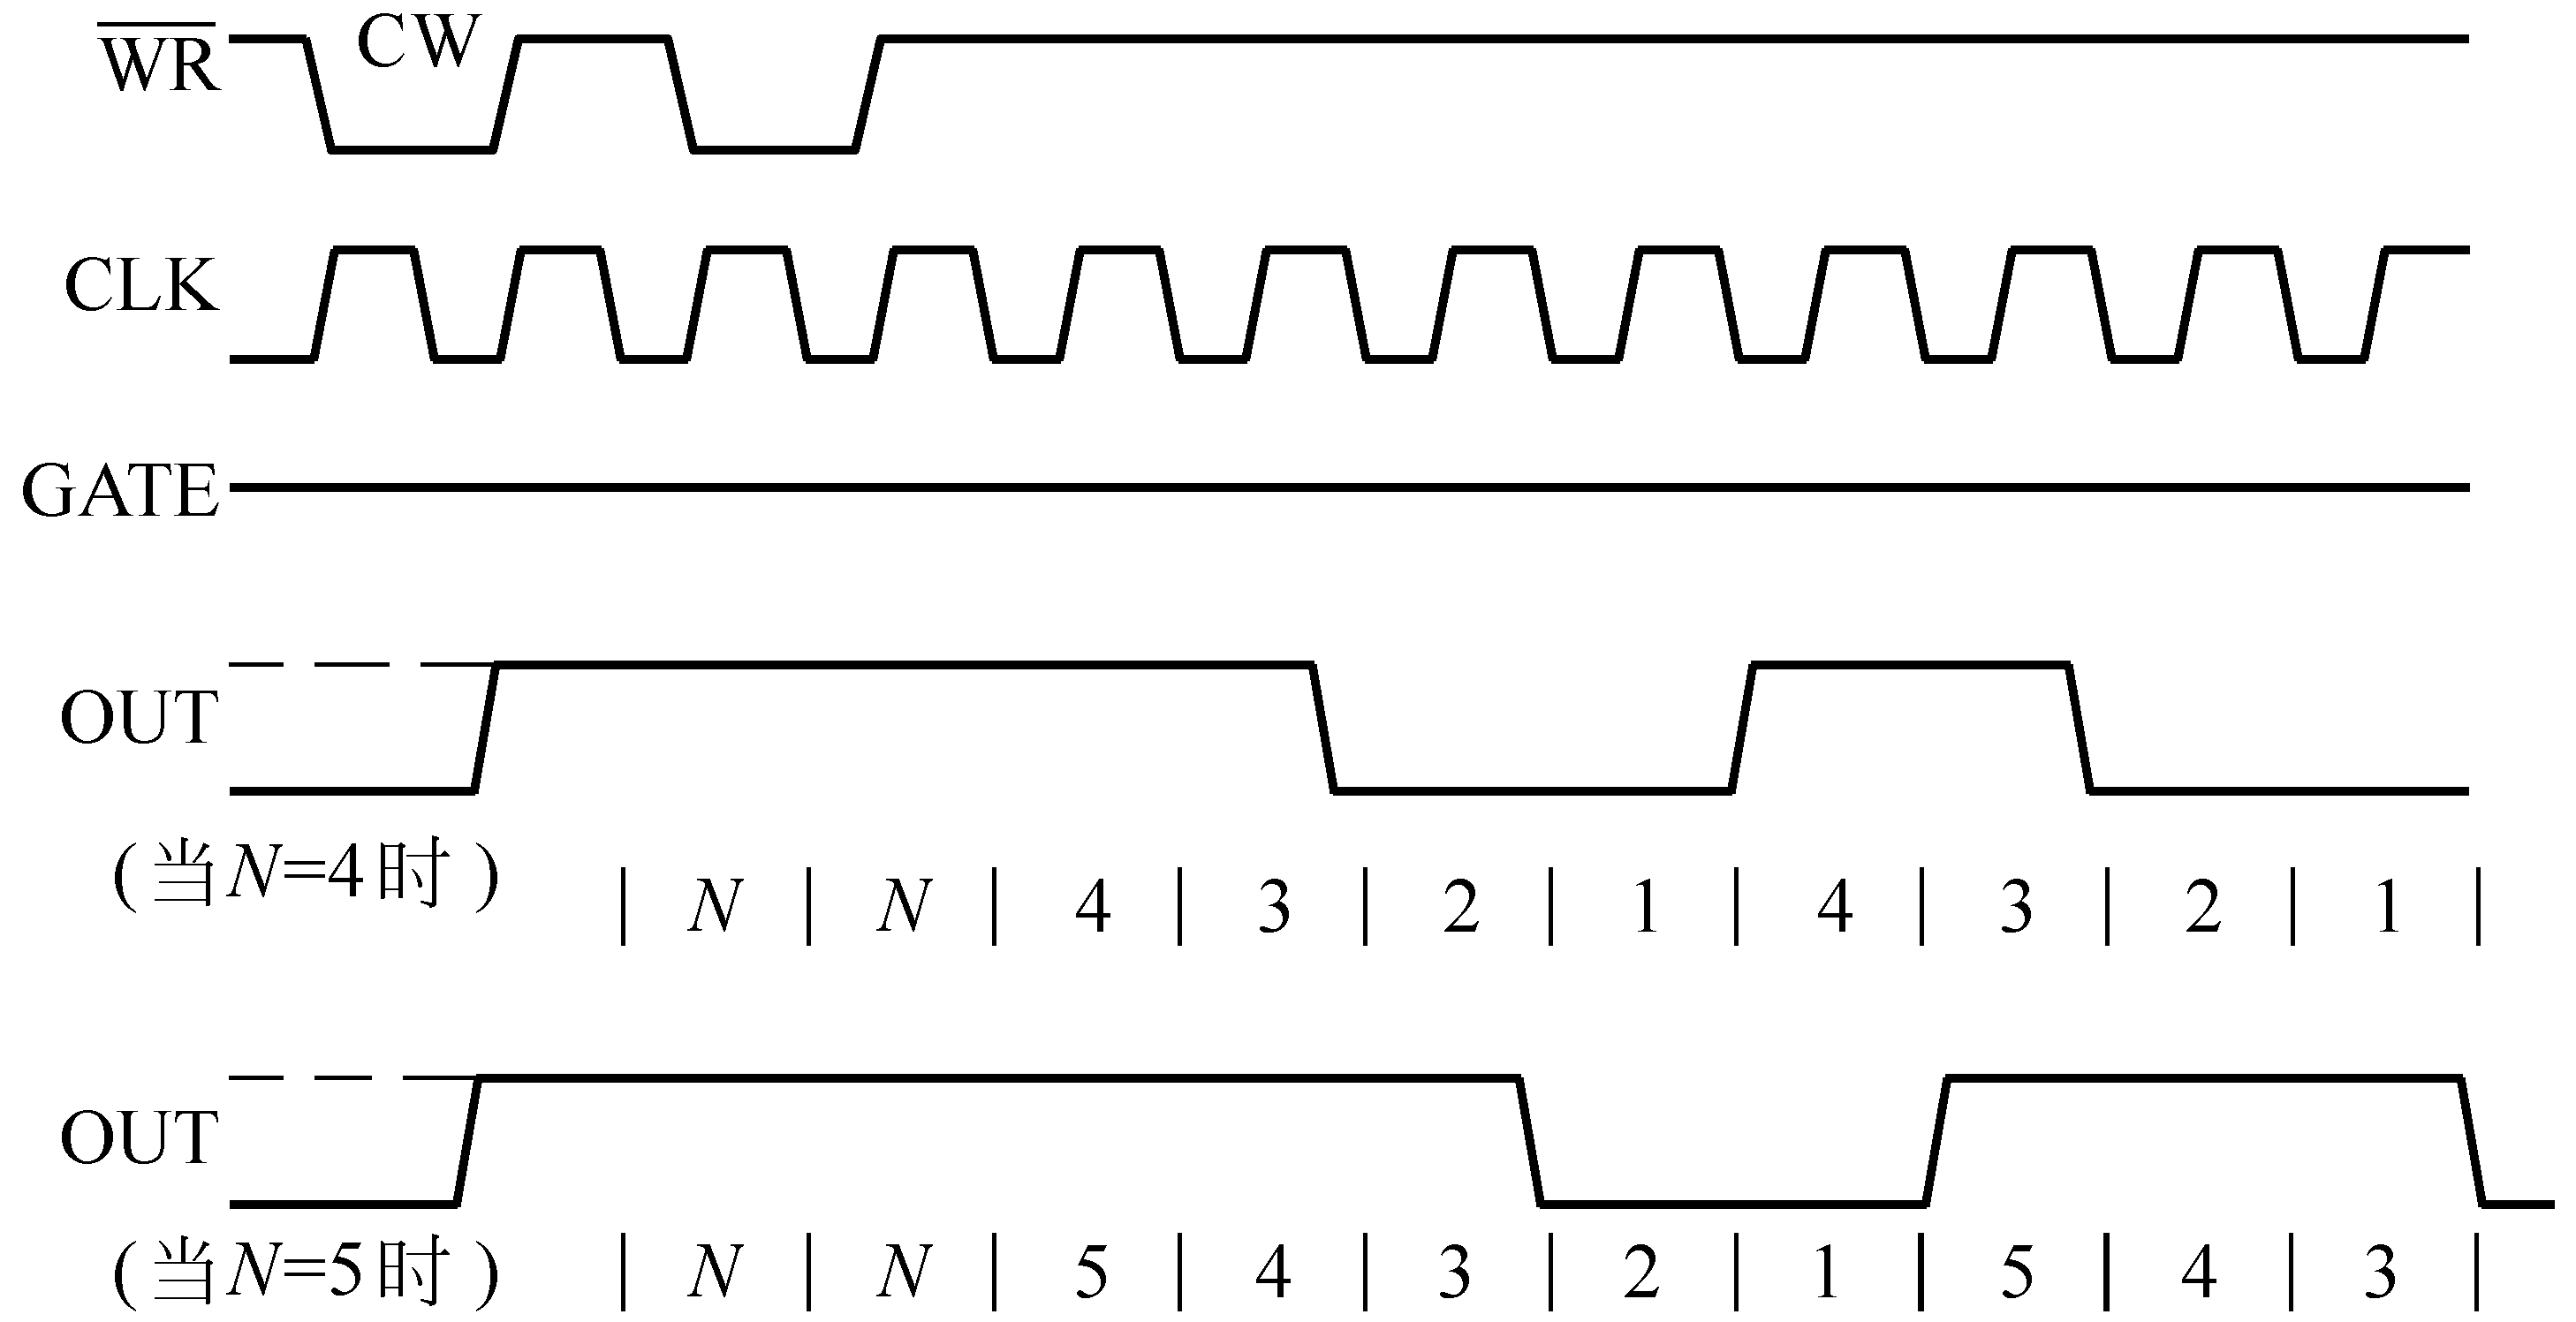 W̅R̅ CW
CLK
GATE
OUT
(当N=4时)
| N | N | 4 | 3 | 2 | 1 | 4 | 3 | 2 | 1 |
OUT
(当N=5时)
| N | N | 5 | 4 | 3 | 2 | 1 | 5 | 4 | 3 |